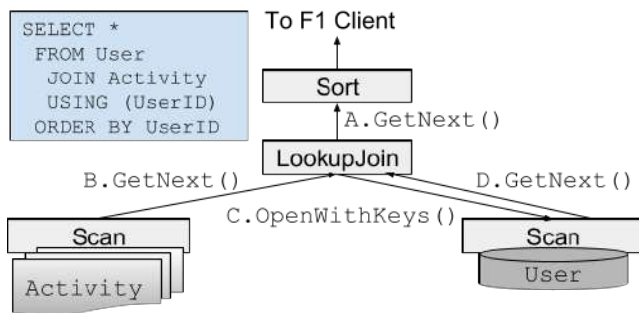 SELECT *
FROM User
JOIN Activity
USING (UserID)
ORDER BY UserID
To F1 Client
Sort
A.GetNext()
LookupJoin
B.GetNext()
D.GetNext()
C.OpenWithKeys()
Scan
Scan
Activity
User